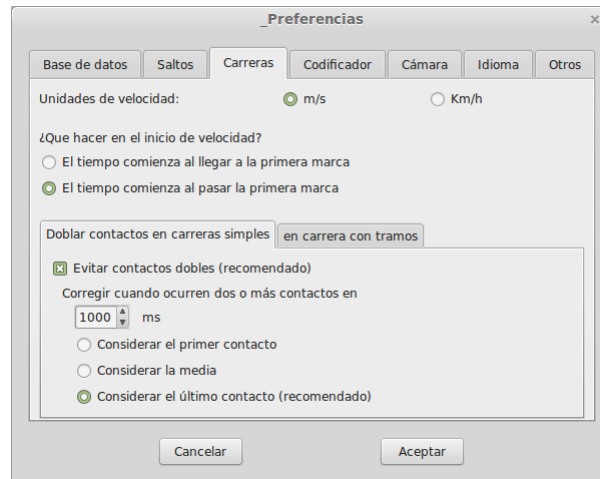 _Preferencias
Base de datos Saltos Carreras Codificador Cámara Idioma Otros
Unidades de velocidad: m/s Km/h
¿Que hacer en el inicio de velocidad?
El tiempo comienza al llegar a la primera marca
El tiempo comienza al pasar la primera marca
Doblar contactos en carreras simples en carrera con tramos
Evitar contactos dobles (recomendado)
Corregir cuando ocurren dos o más contactos en
1000 ms
Considerar el primer contacto
Considerar la media
Considerar el último contacto (recomendado)
Cancelar Aceptar